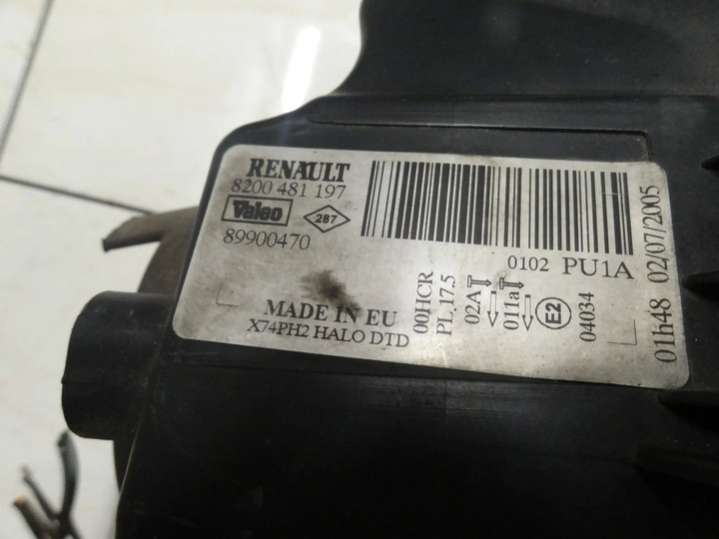 RENAULT
8200 481 197
Valeo
287
89900470
MADE IN EU
X74PH2 HALO DTD
0102 PU1A
00HCR
PL.17.5
02A
011a
E2
04034
01h48 02/07/2005